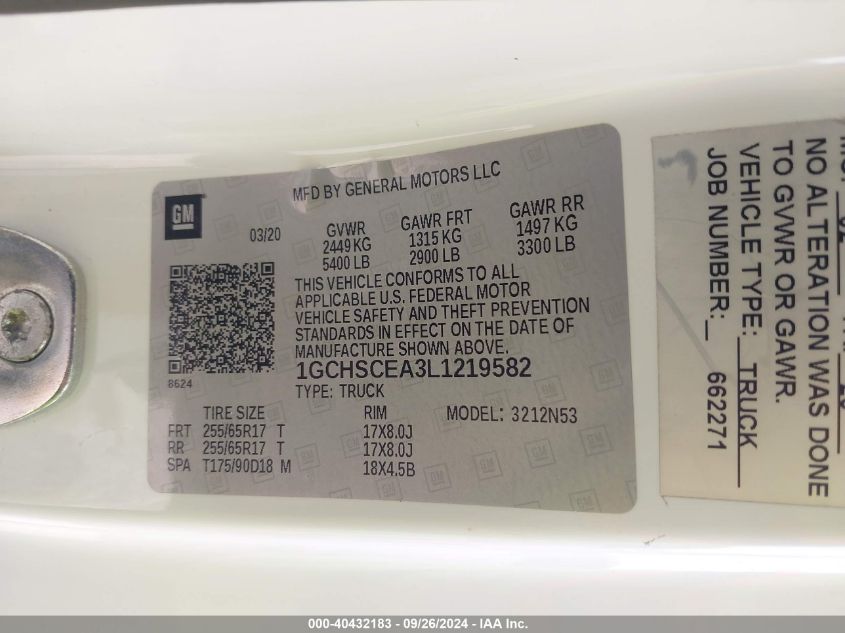 GM
MFD BY GENERAL MOTORS LLC
03/20
GVWR GAWR FRT GAWR RR
2449 KG 1315 KG 1497 KG
5400 LB 2900 LB 3300 LB
THIS VEHICLE CONFORMS TO ALL
APPLICABLE U.S. FEDERAL MOTOR
VEHICLE SAFETY AND THEFT PREVENTION
STANDARDS IN EFFECT ON THE DATE OF
MANUFACTURE SHOWN ABOVE.
8624
1GCHSCEA3L1219582
TYPE: TRUCK
TIRE SIZE RIM MODEL: 3212N53
FRT 255/65R17 T 17X8.0J
RR 255/65R17 T 17X8.0J
SPA T175/90D18 M 18X4.5B
NO ALTERATION WAS DONE
TO GVWR OR GAWR.
VEHICLE TYPE: TRUCK
JOB NUMBER: 662271
000-40432183 - 09/26/2024 - IAA Inc.